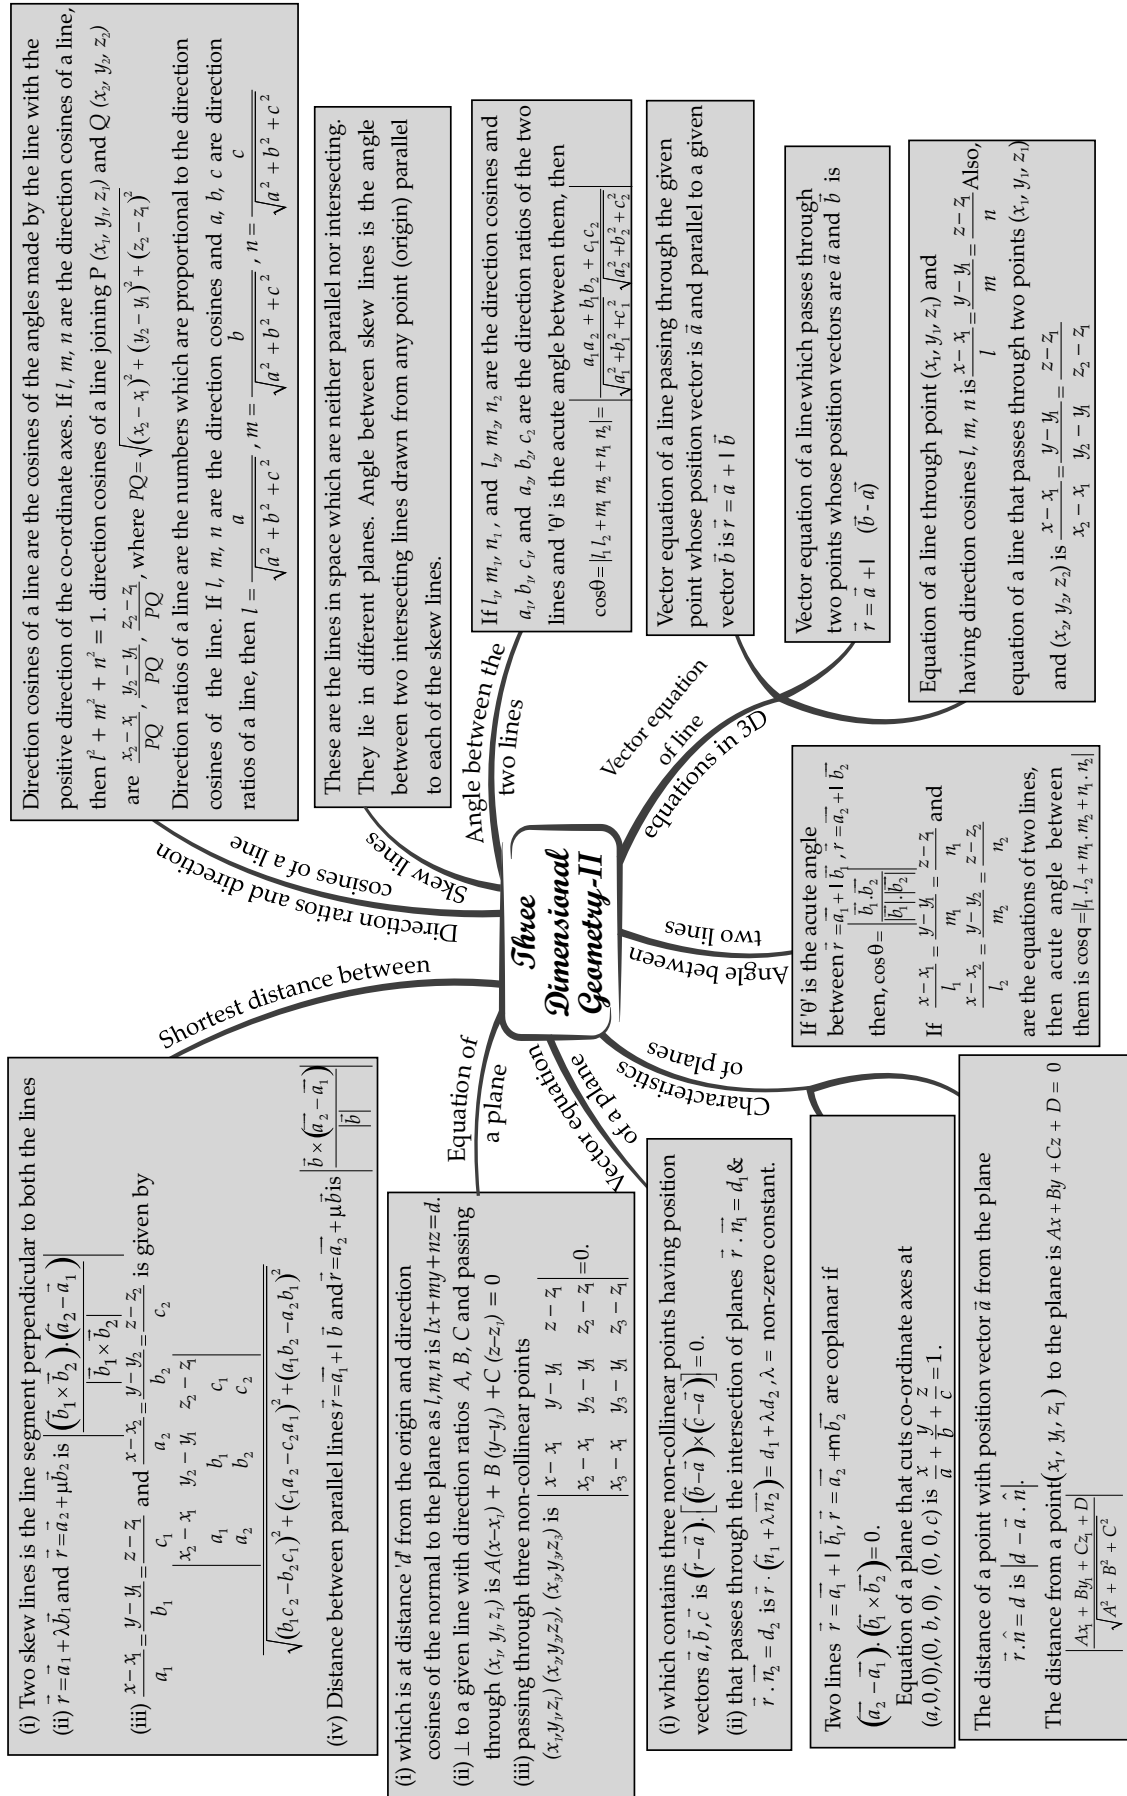 Three
Dimensional
Geometry-II
Direction ratios and direction
cosines of a line
Direction cosines of a line are the cosines of the angles made by the line with the
positive direction of the co-ordinate axes. If l, m, n are the direction cosines of a line,
then l² + m² + n² = 1. direction cosines of a line joining P (x₁, y₁, z₁) and Q (x₂, y₂, z₂)
are (x₂ − x₁)/PQ , (y₂ − y₁)/PQ , (z₂ − z₁)/PQ , where PQ=√((x₂ − x₁)² + (y₂ − y₁)² + (z₂ − z₁)²)
Direction ratios of a line are the numbers which are proportional to the direction
cosines of the line. If l, m, n are the direction cosines and a, b, c are direction
ratios of a line, then l = a/√(a² + b² + c²) , m = b/√(a² + b² + c²) , n = c/√(a² + b² + c²)
Skew lines
These are the lines in space which are neither parallel nor intersecting.
They lie in different planes. Angle between skew lines is the angle
between two intersecting lines drawn from any point (origin) parallel
to each of the skew lines.
Angle between the
two lines
If l₁, m₁, n₁ , and l₂, m₂, n₂ are the direction cosines and
a₁, b₁, c₁, and a₂, b₂, c₂ are the direction ratios of the two
lines and 'θ' is the acute angle between them, then
cosθ=|l₁ l₂ + m₁ m₂ + n₁ n₂|= |(a₁a₂ + b₁b₂ + c₁c₂)/(√(a₁² + b₁² + c₁²) √(a₂² + b₂² + c₂²))|
Vector equation
of line
equations in 3D
Vector equation of a line passing through the given
point whose position vector is a⃗ and parallel to a given
vector b⃗ is r⃗ = a⃗ + l b⃗
Vector equation of a line which passes through
two points whose position vectors are a⃗ and b⃗ is
r⃗ = a⃗ + l (b⃗ - a⃗)
Equation of a line through point (x₁, y₁, z₁) and
having direction cosines l, m, n is (x − x₁)/l = (y − y₁)/m = (z − z₁)/n Also,
equation of a line that passes through two points (x₁, y₁, z₁)
and (x₂, y₂, z₂) is (x − x₁)/(x₂ − x₁) = (y − y₁)/(y₂ − y₁) = (z − z₁)/(z₂ − z₁)
Angle between
two lines
If 'θ' is the acute angle
between r⃗ = a⃗₁ + l b⃗₁ , r⃗ = a⃗₂ + l b⃗₂
then, cosθ = |(b⃗₁.b⃗₂)/(|b⃗₁|.|b⃗₂|)|
If (x − x₁)/l₁ = (y − y₁)/m₁ = (z − z₁)/n₁ and
(x − x₂)/l₂ = (y − y₂)/m₂ = (z − z₂)/n₂
are the equations of two lines,
then acute angle between
them is cosq =|l₁.l₂ + m₁.m₂ + n₁.n₂|
Characteristics
of planes
Two lines r⃗ = a⃗₁ + l b⃗₁, r⃗ = a⃗₂ +m b⃗₂ are coplanar if
(a⃗₂ − a⃗₁).(b⃗₁ × b⃗₂)=0.
Equation of a plane that cuts co-ordinate axes at
(a,0,0),(0, b, 0), (0, 0, c) is x/a + y/b + z/c = 1.
The distance of a point with position vector a⃗ from the plane
r⃗.n̂ = d is |d − a⃗ . n̂|.
The distance from a point(x₁, y₁, z₁) to the plane is Ax + By + Cz + D = 0
|(Ax₁ + By₁ + Cz₁ + D)/√(A² + B² + C²)|
Vector equation
of a plane
(i) which contains three non-collinear points having position
vectors a⃗, b⃗, c⃗ is (r⃗ − a⃗).[(b⃗ − a⃗)×(c⃗ − a⃗)]=0.
(ii) that passes through the intersection of planes r⃗ . n⃗₁ = d₁ &
r⃗ . n⃗₂ = d₂ is r⃗ · (n⃗₁ + λn⃗₂)= d₁ + λd₂ ,λ = non-zero constant.
Equation of
a plane
(i) which is at distance 'd' from the origin and direction
cosines of the normal to the plane as l,m,n is lx+my+nz=d.
(ii) ⊥ to a given line with direction ratios A, B, C and passing
through (x₁, y₁, z₁) is A(x−x₁) + B (y−y₁) +C (z−z₁) = 0
(iii) passing through three non-collinear points
(x₁,y₁,z₁) (x₂,y₂,z₂), (x₃,y₃,z₃) is |x − x₁ y − y₁ z − z₁|
|x₂ − x₁ y₂ − y₁ z₂ − z₁| =0.
|x₃ − x₁ y₃ − y₁ z₃ − z₁|
Shortest distance between
(i) Two skew lines is the line segment perpendicular to both the lines
(ii) r⃗ = a⃗₁ + λb⃗₁ and r⃗ = a⃗₂ + μb⃗₂ is |((b⃗₁ × b⃗₂).(a⃗₂ − a⃗₁))/|b⃗₁ × b⃗₂||
(iii) (x − x₁)/a₁ = (y − y₁)/b₁ = (z − z₁)/c₁ and (x − x₂)/a₂ = (y − y₂)/b₂ = (z − z₂)/c₂ is given by
|x₂ − x₁ y₂ − y₁ z₂ − z₁|
|a₁ b₁ c₁|
|a₂ b₂ c₂|
√((b₁c₂ − b₂c₁)² + (c₁a₂ − c₂a₁)² + (a₁b₂ − a₂b₁)²)
(iv) Distance between parallel lines r⃗ = a⃗₁ + l b⃗ and r⃗ = a⃗₂ + μb⃗ is |(b⃗ × (a⃗₂ − a⃗₁))/|b⃗||